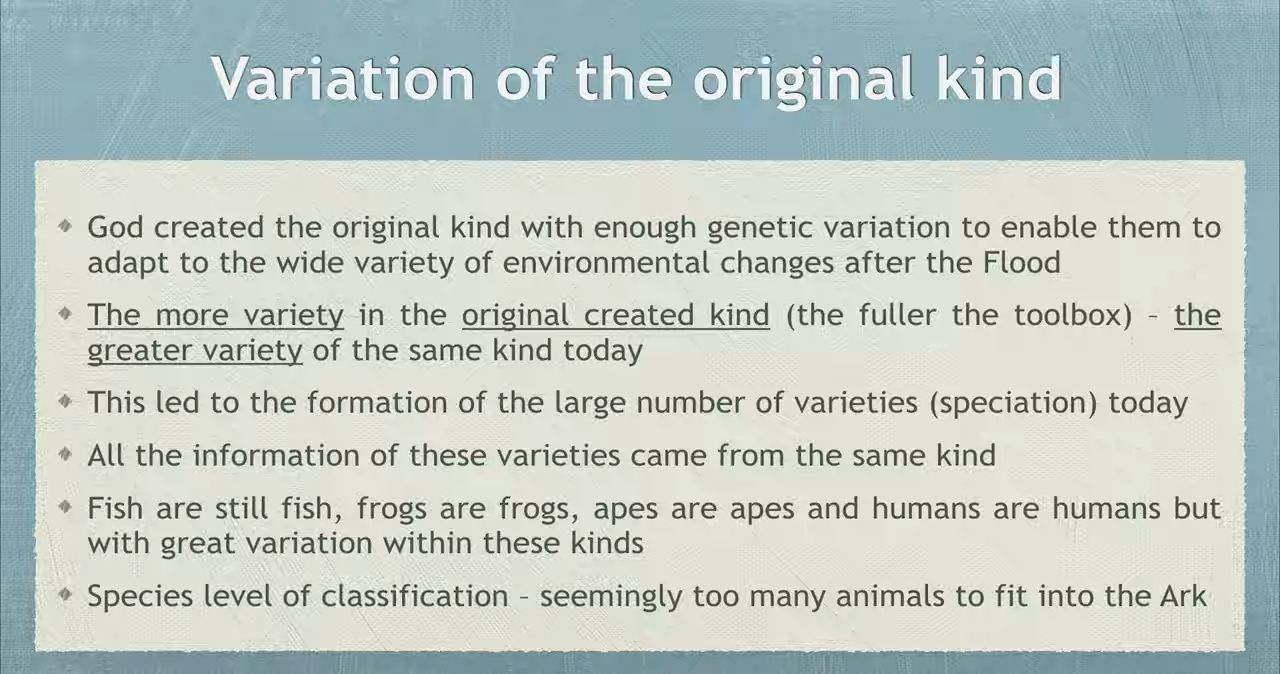 Variation of the original kind
God created the original kind with enough genetic variation to enable them to
adapt to the wide variety of environmental changes after the Flood
The more variety in the original created kind (the fuller the toolbox) – the
greater variety of the same kind today
This led to the formation of the large number of varieties (speciation) today
All the information of these varieties came from the same kind
Fish are still fish, frogs are frogs, apes are apes and humans are humans but
with great variation within these kinds
Species level of classification – seemingly too many animals to fit into the Ark